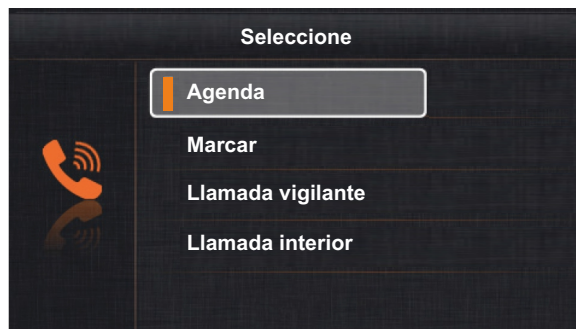 Seleccione
Agenda
Marcar
Llamada vigilante
Llamada interior